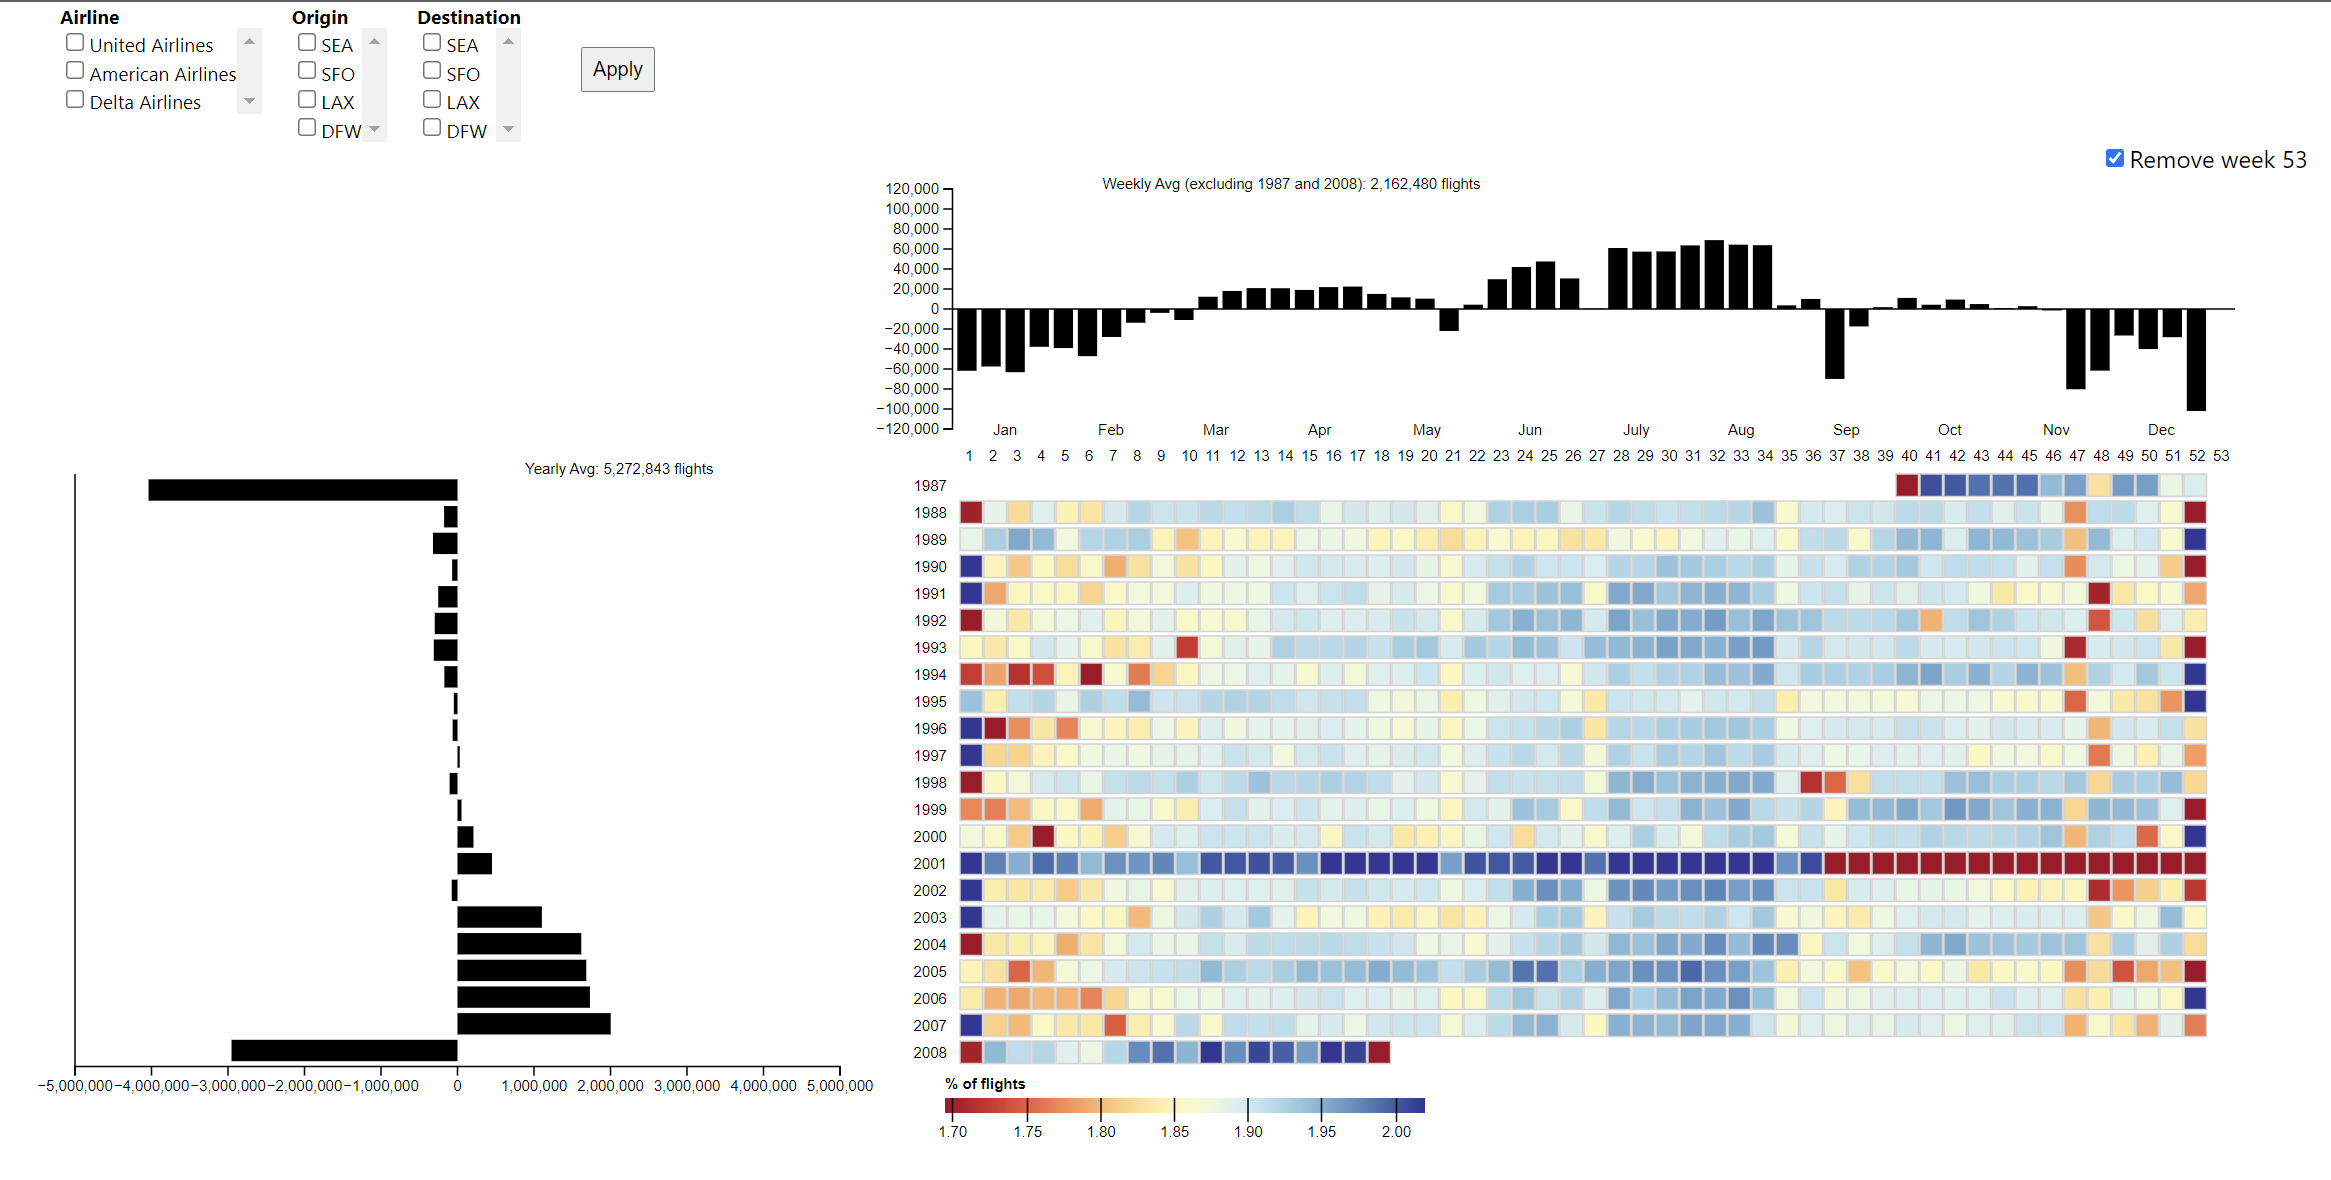 Airline
United Airlines
American Airlines
Delta Airlines
Origin
SEA
SFO
LAX
DFW
Destination
SEA
SFO
LAX
DFW
Apply
Remove week 53
Weekly Avg (excluding 1987 and 2008): 2,162,480 flights
120,000
100,000
80,000
60,000
40,000
20,000
0
−20,000
−40,000
−60,000
−80,000
−100,000
−120,000
Jan Feb Mar Apr May Jun July Aug Sep Oct Nov Dec
1 2 3 4 5 6 7 8 9 10 11 12 13 14 15 16 17 18 19 20 21 22 23 24 25 26 27 28 29 30 31 32 33 34 35 36 37 38 39 40 41 42 43 44 45 46 47 48 49 50 51 52 53
Yearly Avg: 5,272,843 flights
−5,000,000 −4,000,000 −3,000,000 −2,000,000 −1,000,000 0 1,000,000 2,000,000 3,000,000 4,000,000 5,000,000
1987
1988
1989
1990
1991
1992
1993
1994
1995
1996
1997
1998
1999
2000
2001
2002
2003
2004
2005
2006
2007
2008
% of flights
1.70 1.75 1.80 1.85 1.90 1.95 2.00